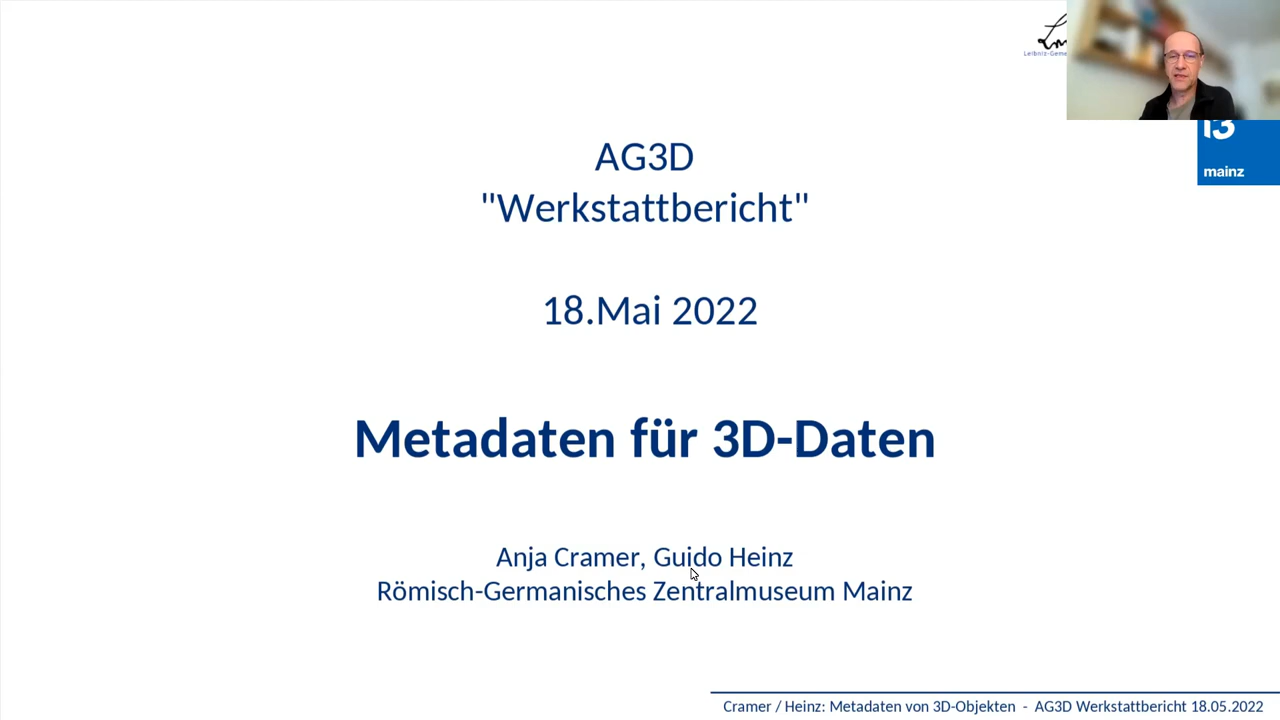 AG3D
"Werkstattbericht"
18.Mai 2022
Metadaten für 3D-Daten
Anja Cramer, Guido Heinz
Römisch-Germanisches Zentralmuseum Mainz
mainz
Cramer / Heinz: Metadaten von 3D-Objekten - AG3D Werkstattbericht 18.05.2022